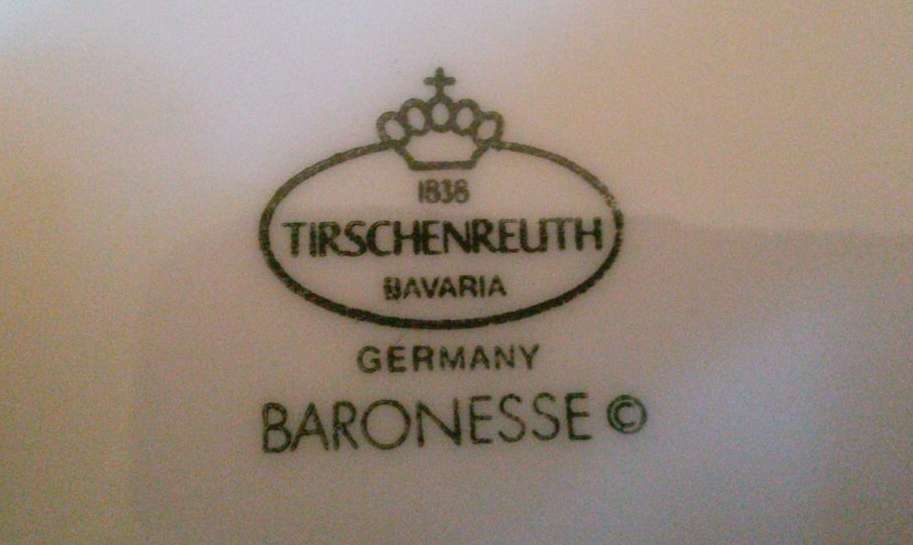 1838
TIRSCHENREUTH
BAVARIA
GERMANY
BARONESSE ©